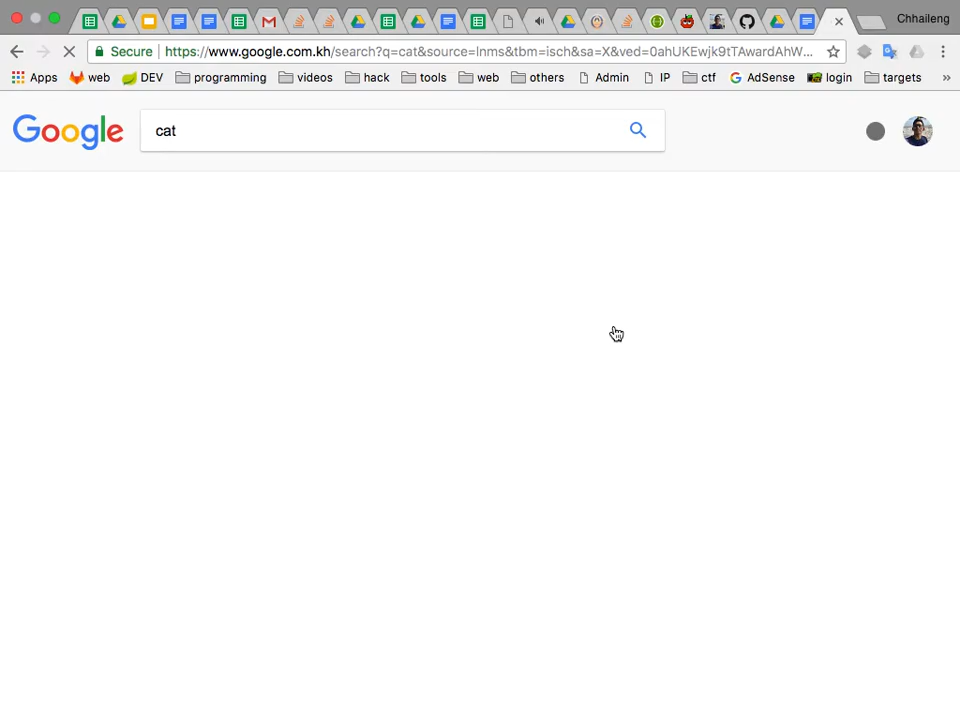 Chhaileng
Secure https://www.google.com.kh/search?q=cat&source=lnms&tbm=isch&sa=X&ved=0ahUKEwjk9tTAwardAhW...
Apps web DEV programming videos hack tools web others Admin IP ctf AdSense login targets »
Google cat